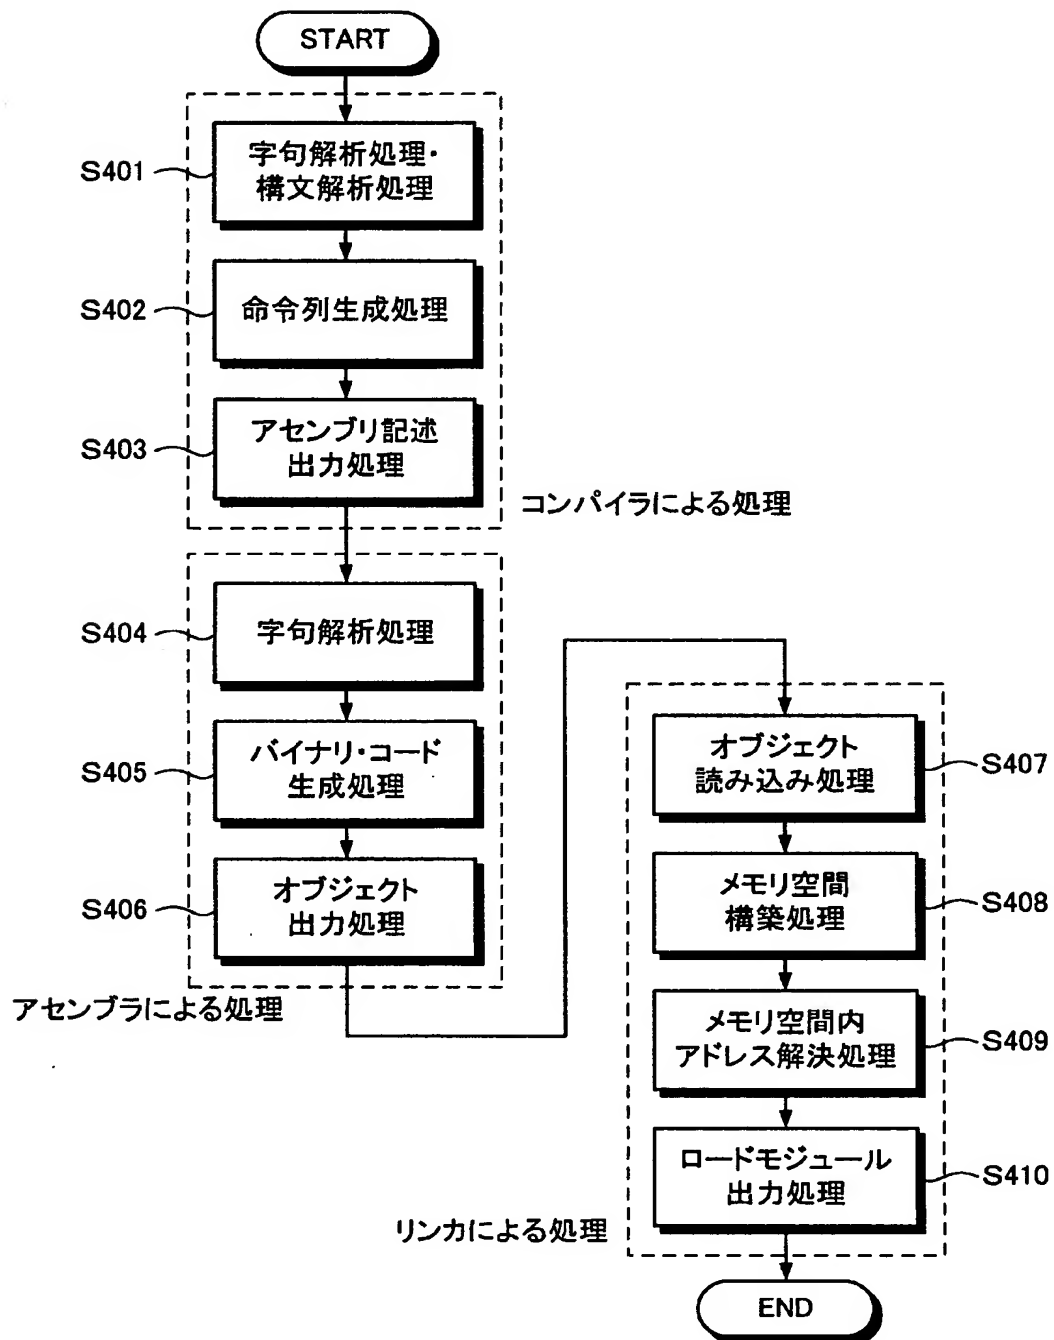 START
S401
字句解析処理・
構文解析処理
S402
命令列生成処理
S403
アセンブリ記述
出力処理
コンパイラによる処理
S404
字句解析処理
S405
バイナリ・コード
生成処理
S406
オブジェクト
出力処理
アセンブラによる処理
オブジェクト
読み込み処理
S407
メモリ空間
構築処理
S408
メモリ空間内
アドレス解決処理
S409
ロードモジュール
出力処理
S410
リンカによる処理
END